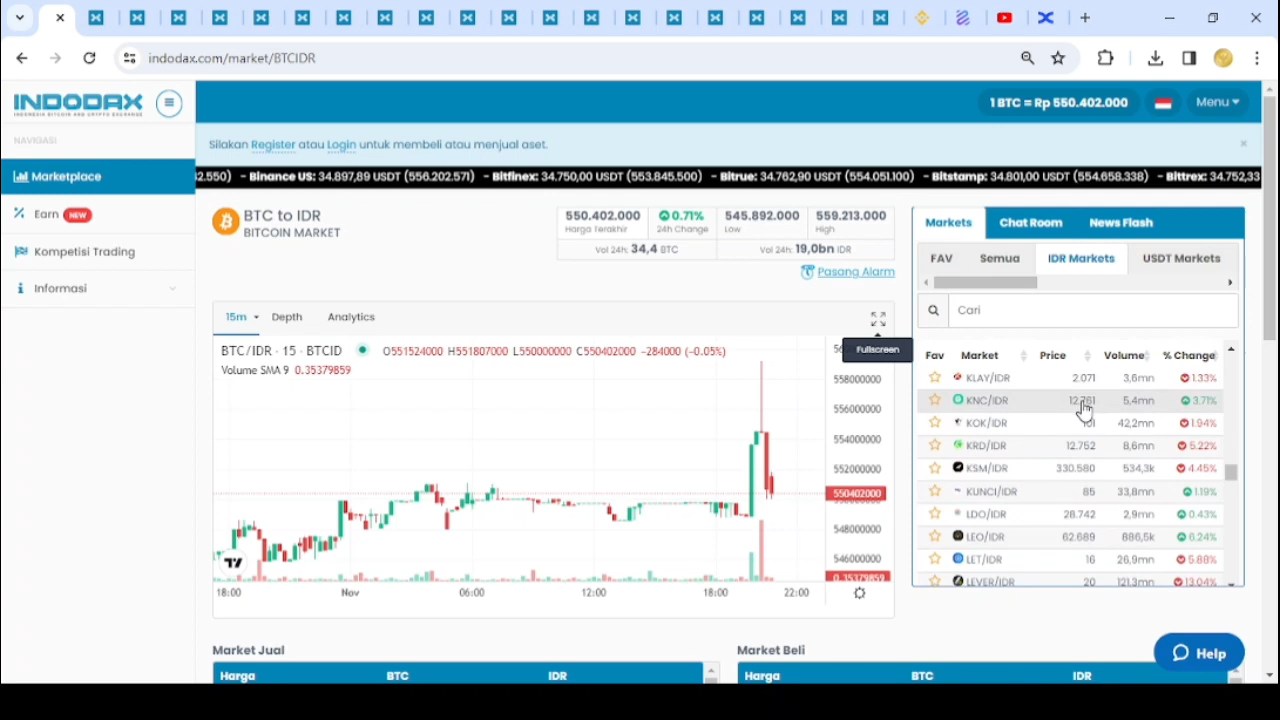 indodax.com/market/BTCIDR
INDODAX
INDONESIA BITCOIN AND CRYPTO EXCHANGE
1 BTC = Rp 550.402.000
Menu
NAVIGASI
Silakan Register atau Login untuk membeli atau menjual aset.
×
Marketplace
2.550) - Binance US: 34.897,89 USDT (556.202.571) - Bitfinex: 34.750,00 USDT (553.845.500) - Bitrue: 34.762,90 USDT (554.051.100) - Bitstamp: 34.801,00 USDT (554.658.338) - Bittrex: 34.752,33
Earn NEW
Kompetisi Trading
Informasi
BTC to IDR
BITCOIN MARKET
550.402.000 0.71% 545.892.000 559.213.000
Harga Terakhir 24h Change Low High
Vol 24h: 34,4 BTC Vol 24h: 19,0bn IDR
Pasang Alarm
15m Depth Analytics
Fullscreen
BTC/IDR · 15 · BTCID O551524000 H551807000 L550000000 C550402000 -284000 (-0.05%)
Volume SMA 9 0.35379859
558000000
556000000
554000000
552000000
550402000
548000000
546000000
0.35379859
18:00 Nov 06:00 12:00 18:00 22:00
Markets Chat Room News Flash
FAV Semua IDR Markets USDT Markets
Cari
Fav Market Price Volume % Change
KLAY/IDR 2.071 3,6mn 1.33%
KNC/IDR 12.761 5,4mn 3.71%
KOK/IDR 101 42,2mn 1.94%
KRD/IDR 12.752 8,6mn 5.22%
KSM/IDR 330.580 534,3k 4.45%
KUNCI/IDR 85 33,8mn 1.19%
LDO/IDR 28.742 2,9mn 0.43%
LEO/IDR 62.689 886,5k 6.24%
LET/IDR 16 26,9mn 5.88%
LEVER/IDR 20 121,3mn 13.04%
Market Jual
Harga BTC IDR
Market Beli
Harga BTC IDR
Help